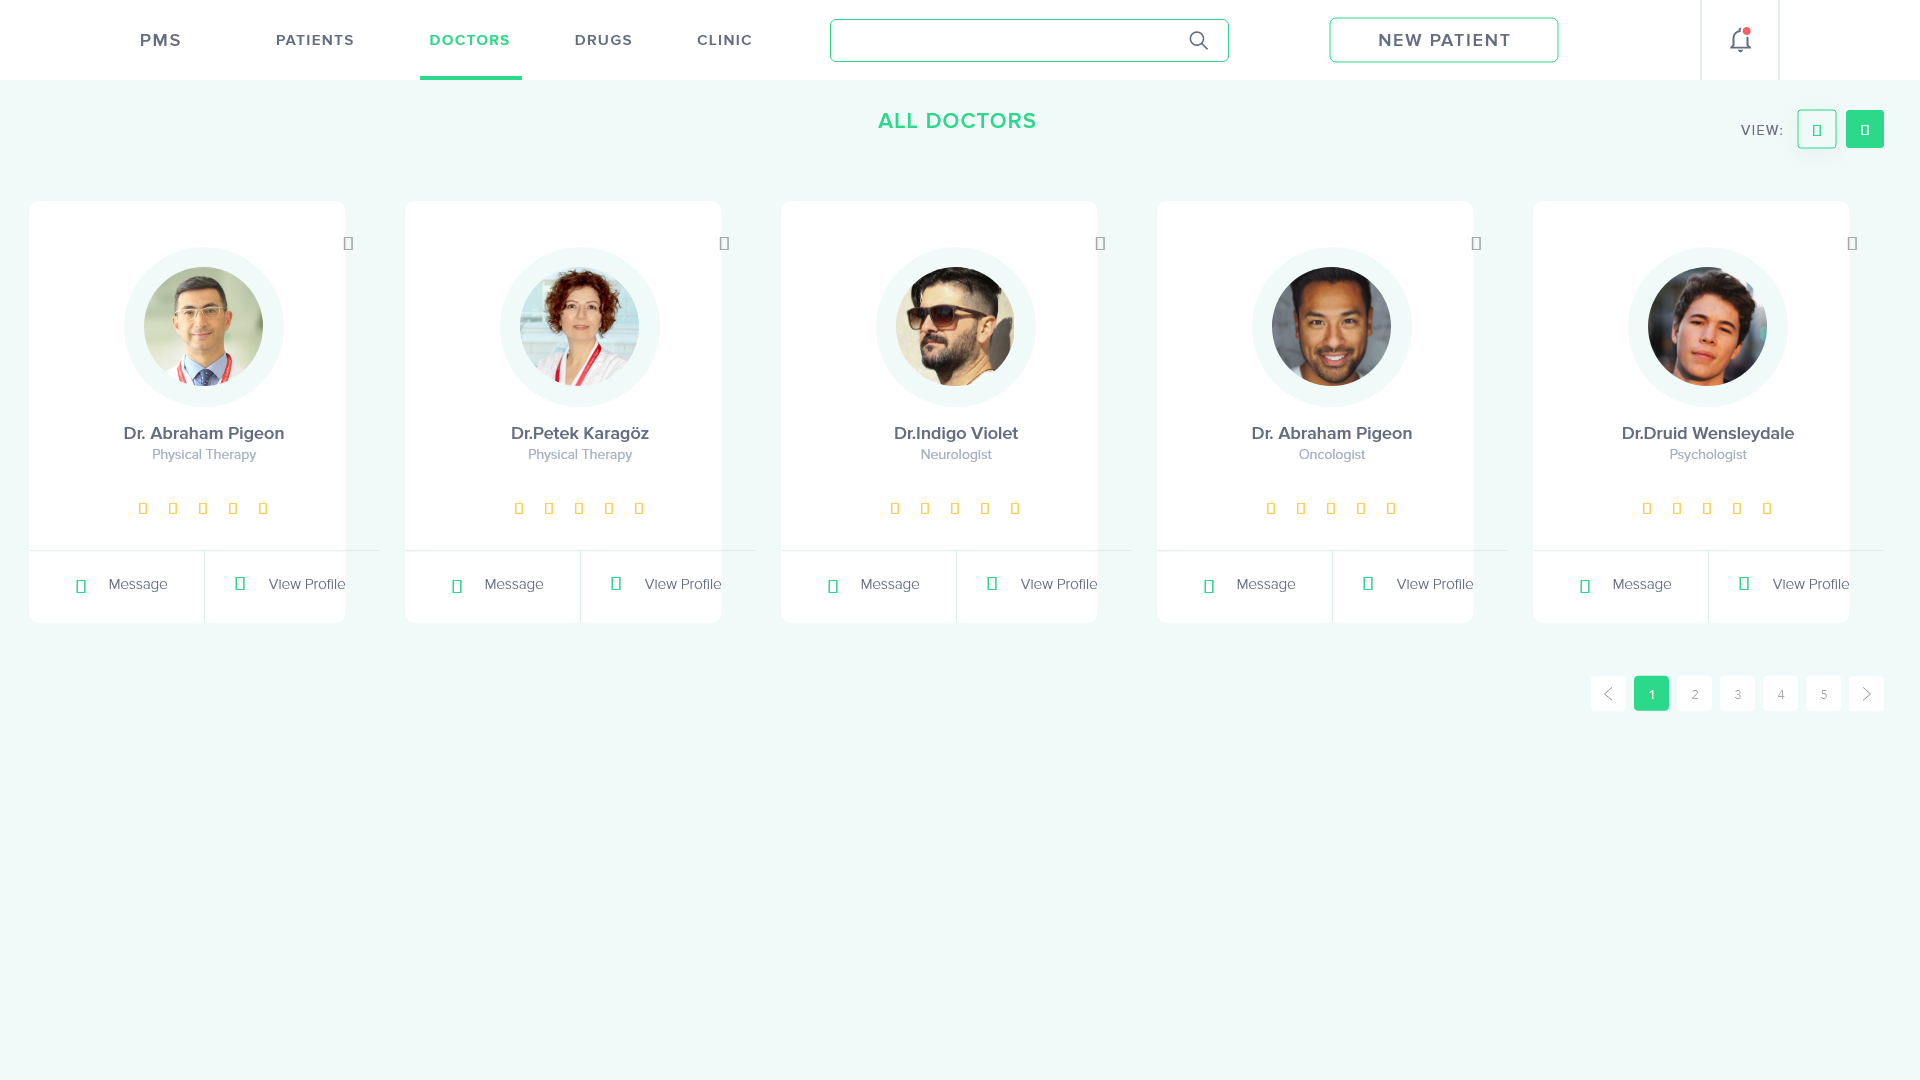 PMS PATIENTS DOCTORS DRUGS CLINIC NEW PATIENT
ALL DOCTORS
VIEW:
Dr. Abraham Pigeon
Physical Therapy
Message View Profile
Dr.Petek Karagöz
Physical Therapy
Message View Profile
Dr.Indigo Violet
Neurologist
Message View Profile
Dr. Abraham Pigeon
Oncologist
Message View Profile
Dr.Druid Wensleydale
Psychologist
Message View Profile
1 2 3 4 5